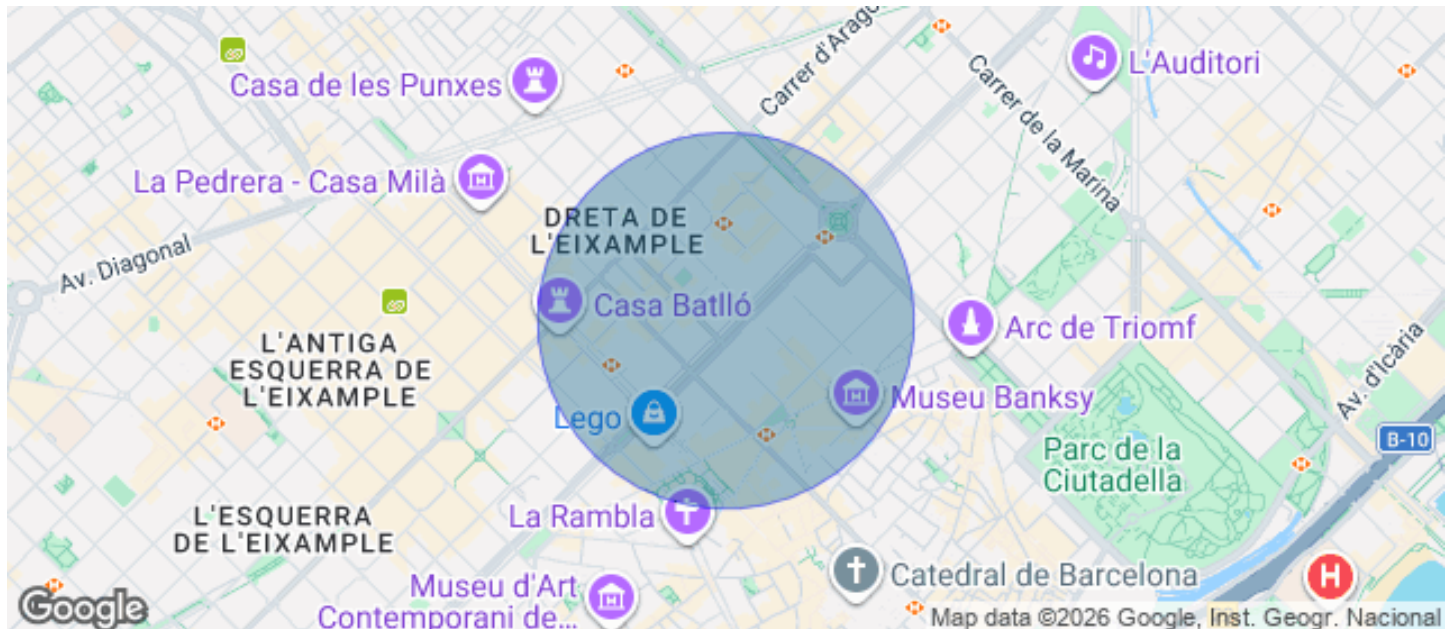 Carrer d'Arago
L'Auditori
Casa de les Punxes
Carrer de la Marina
La Pedrera - Casa Milà
DRETA DE
L'EIXAMPLE
Av. Diagonal
Casa Batlló
Arc de Triomf
L'ANTIGA
ESQUERRA DE
L'EIXAMPLE
Av. d'Icària
Museu Banksy
Lego
B-10
Parc de la
Ciutadella
L'ESQUERRA
DE L'EIXAMPLE
La Rambla
Catedral de Barcelona
H
Museu d'Art
Contemporani de...
Google
Map data ©2026 Google, Inst. Geogr. Nacional